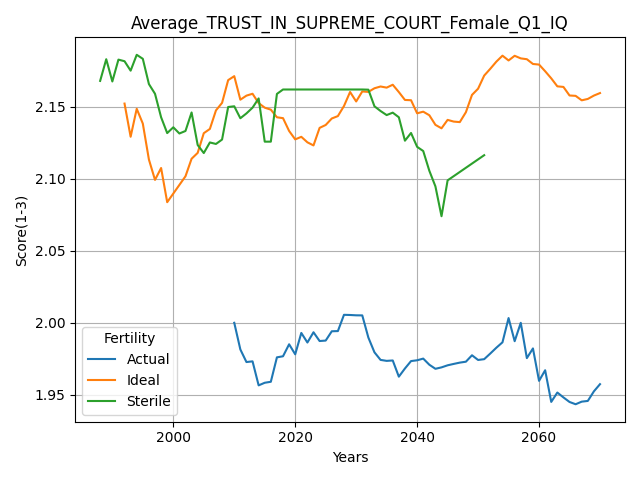 Average_TRUST_IN_SUPREME_COURT_Female_Q1_IQ
Score(1-3)
2.15
2.10
2.05
2.00
1.95
Fertility
Actual
Ideal
Sterile
2000
2020
2040
2060
Years